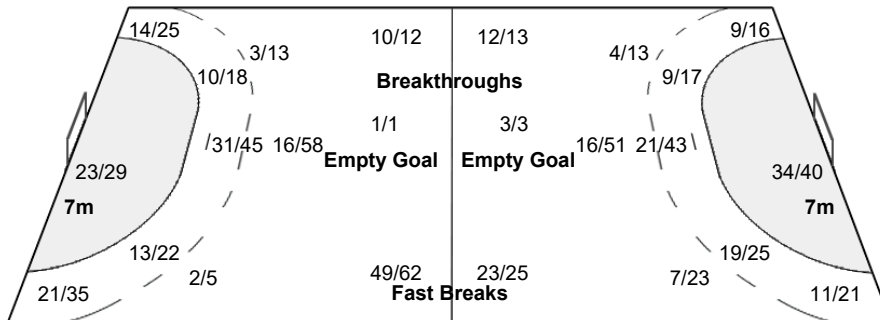 14/25 10/12 12/13 9/16
3/13 4/13
10/18 Breakthroughs 9/17
1/1 3/3
31/45 16/58 16/51 21/43
Empty Goal Empty Goal
23/29 34/40
7m 7m
13/22 19/25
49/62 23/25
2/5 7/23
21/35 Fast Breaks 11/21